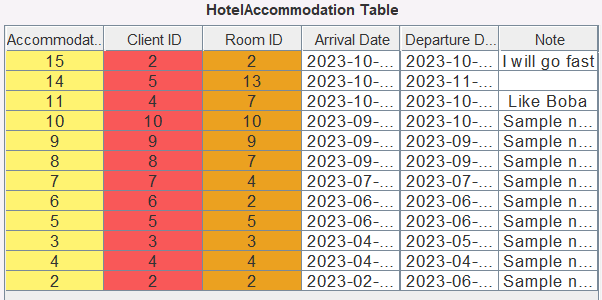 HotelAccommodation Table
Accommodat... Client ID Room ID Arrival Date Departure D... Note
15 2 2 2023-10-... 2023-10-... I will go fast
14 5 13 2023-10-... 2023-11-...
11 4 7 2023-10-... 2023-10-... Like Boba
10 10 10 2023-09-... 2023-10-... Sample n...
9 9 9 2023-09-... 2023-09-... Sample n...
8 8 7 2023-09-... 2023-09-... Sample n...
7 7 4 2023-07-... 2023-07-... Sample n...
6 6 2 2023-06-... 2023-06-... Sample n...
5 5 5 2023-06-... 2023-06-... Sample n...
3 3 3 2023-04-... 2023-05-... Sample n...
4 4 4 2023-04-... 2023-04-... Sample n...
2 2 2 2023-02-... 2023-06-... Sample n...